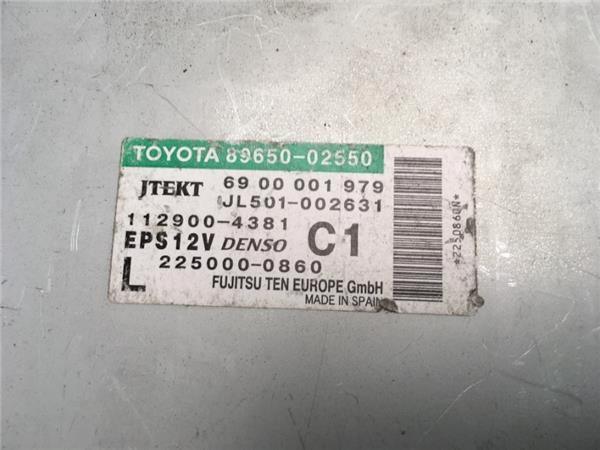 TOYOTA 89650-02550
JTEKT 69 00 001 979
JL501-002631
112900-4381
EPS12V DENSO C1
L 225000-0860
FUJITSU TEN EUROPE GmbH
MADE IN SPAIN
*2250860N*